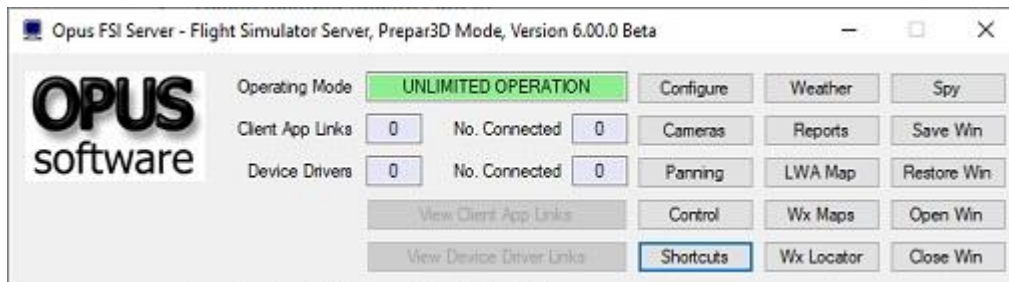 Opus FSI Server - Flight Simulator Server, Prepar3D Mode, Version 6.00.0 Beta
OPUS
software
Operating Mode UNLIMITED OPERATION Configure Weather Spy
Client App Links 0 No. Connected 0 Cameras Reports Save Win
Device Drivers 0 No. Connected 0 Panning LWA Map Restore Win
View Client App Links Control Wx Maps Open Win
View Device Driver Links Shortcuts Wx Locator Close Win